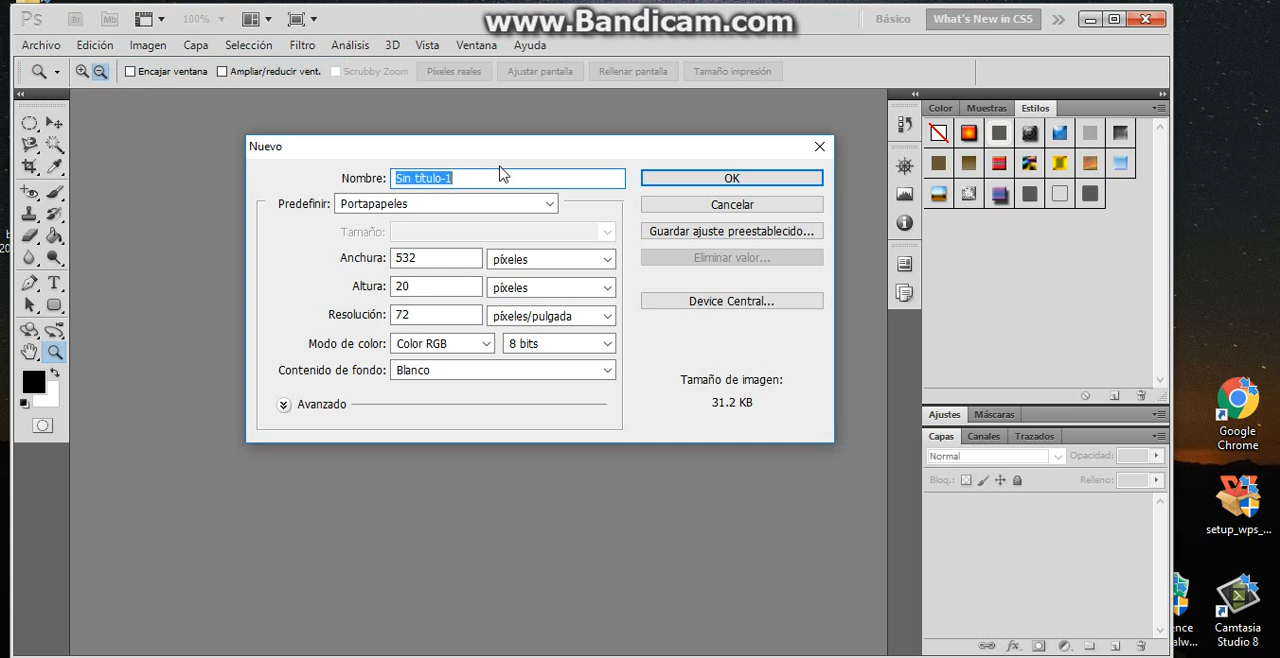 Ps Br Mb 100% www.Bandicam.com Básico What's New in CS5
Archivo Edición Imagen Capa Selección Filtro Análisis 3D Vista Ventana Ayuda
Encajar ventana Ampliar/reducir vent. Scrubby Zoom Píxeles reales Ajustar pantalla Rellenar pantalla Tamaño impresión
Color Muestras Estilos
Nuevo
Nombre: Sin título-1 OK
Predefinir: Portapapeles Cancelar
Tamaño: Guardar ajuste preestablecido...
Anchura: 532 píxeles Eliminar valor...
Altura: 20 píxeles Device Central...
Resolución: 72 píxeles/pulgada
Modo de color: Color RGB 8 bits
Contenido de fondo: Blanco Tamaño de imagen:
Avanzado 31.2 KB
Ajustes Máscaras
Capas Canales Trazados
Normal Opacidad:
Bloq.: Relleno:
Google
Chrome
setup_wps_...
Camtasia
Studio 8